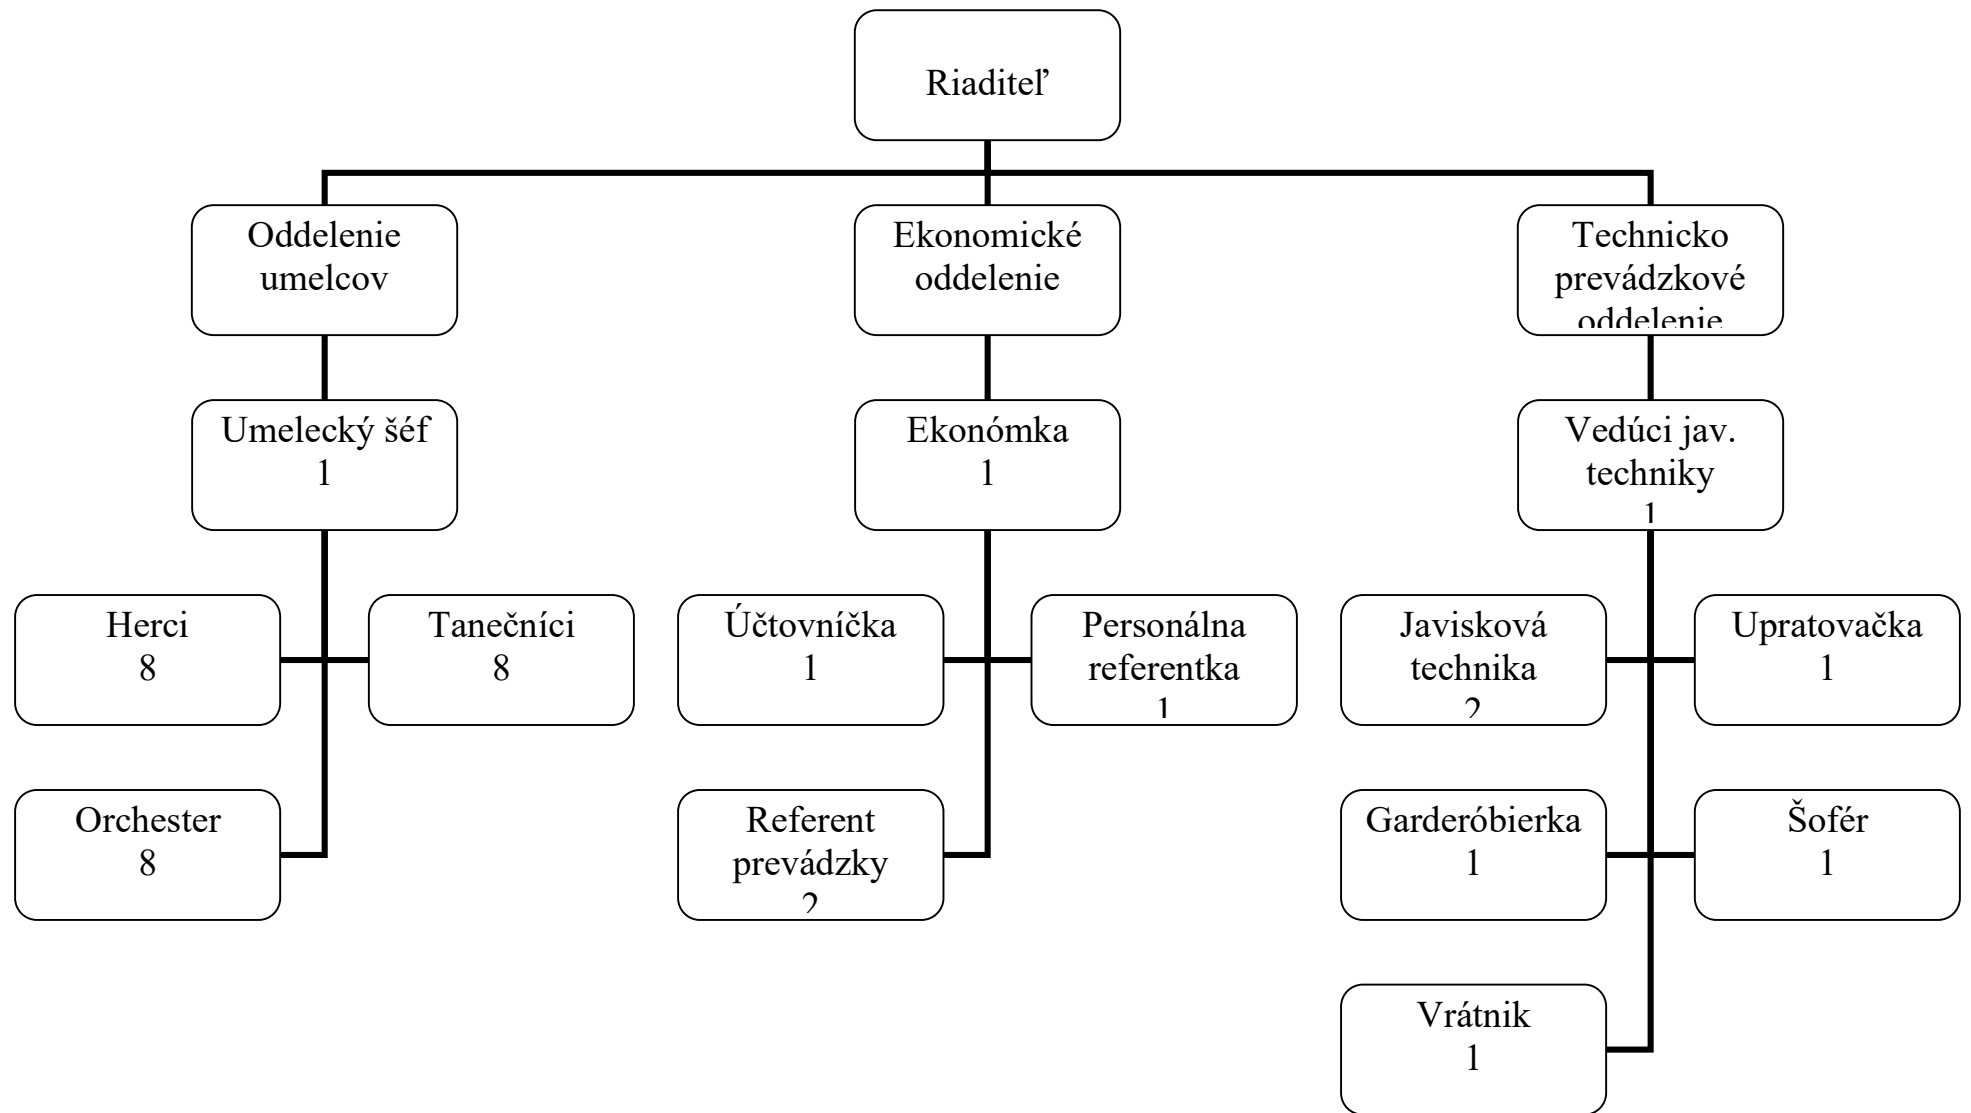 Riaditeľ
Oddelenie
umelcov
Ekonomické
oddelenie
Technicko
prevádzkové
oddelenie
Umelecký šéf
1
Ekonómka
1
Vedúci jav.
techniky
1
Herci
8
Tanečníci
8
Účtovníčka
1
Personálna
referentka
1
Javisková
technika
2
Upratovačka
1
Orchester
8
Referent
prevádzky
2
Garderóbierka
1
Šofér
1
Vrátnik
1